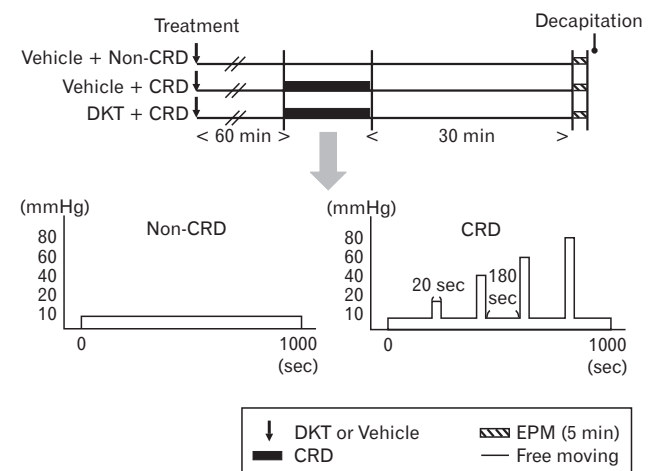 Treatment
Decapitation
Vehicle + Non-CRD
Vehicle + CRD
DKT + CRD
< 60 min >
< 30 min >
(mmHg)
Non-CRD
80
60
40
20
10
0
1000
(sec)
(mmHg)
CRD
80
60
40
20
10
20 sec
180
sec
0
1000
(sec)
DKT or Vehicle
EPM (5 min)
CRD
Free moving